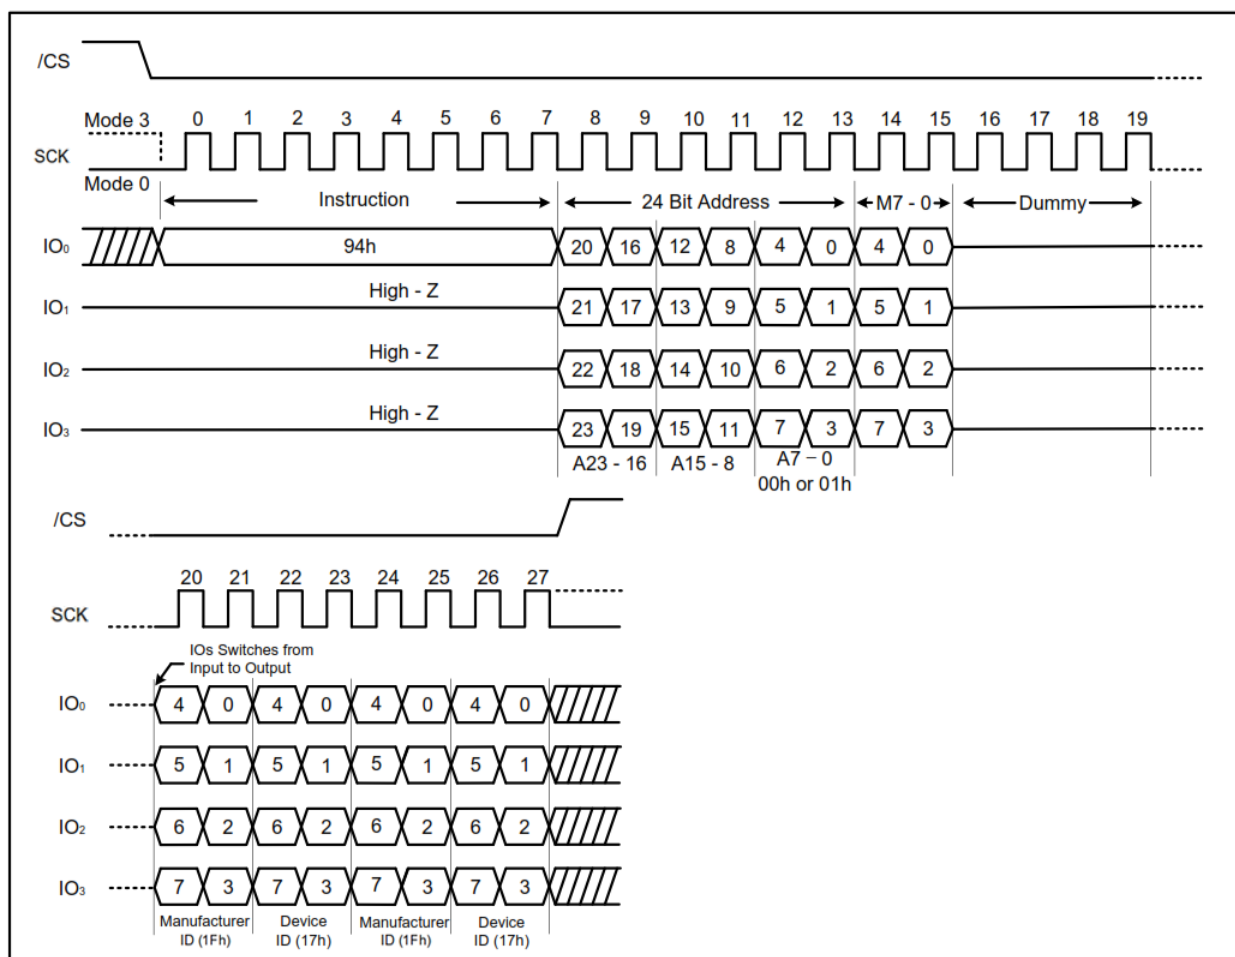 /CS
Mode 3 0 1 2 3 4 5 6 7 8 9 10 11 12 13 14 15 16 17 18 19
SCK
Mode 0
Instruction 24 Bit Address M7 - 0 Dummy
IO0 94h 20 16 12 8 4 0 4 0
High - Z
IO1 21 17 13 9 5 1 5 1
High - Z
IO2 22 18 14 10 6 2 6 2
High - Z
IO3 23 19 15 11 7 3 7 3
A23 - 16 A15 - 8 A7 - 0
00h or 01h
/CS
20 21 22 23 24 25 26 27
SCK
IOs Switches from
Input to Output
IO0 4 0 4 0 4 0 4 0
IO1 5 1 5 1 5 1 5 1
IO2 6 2 6 2 6 2 6 2
IO3 7 3 7 3 7 3 7 3
Manufacturer Device Manufacturer Device
ID (1Fh) ID (17h) ID (1Fh) ID (17h)